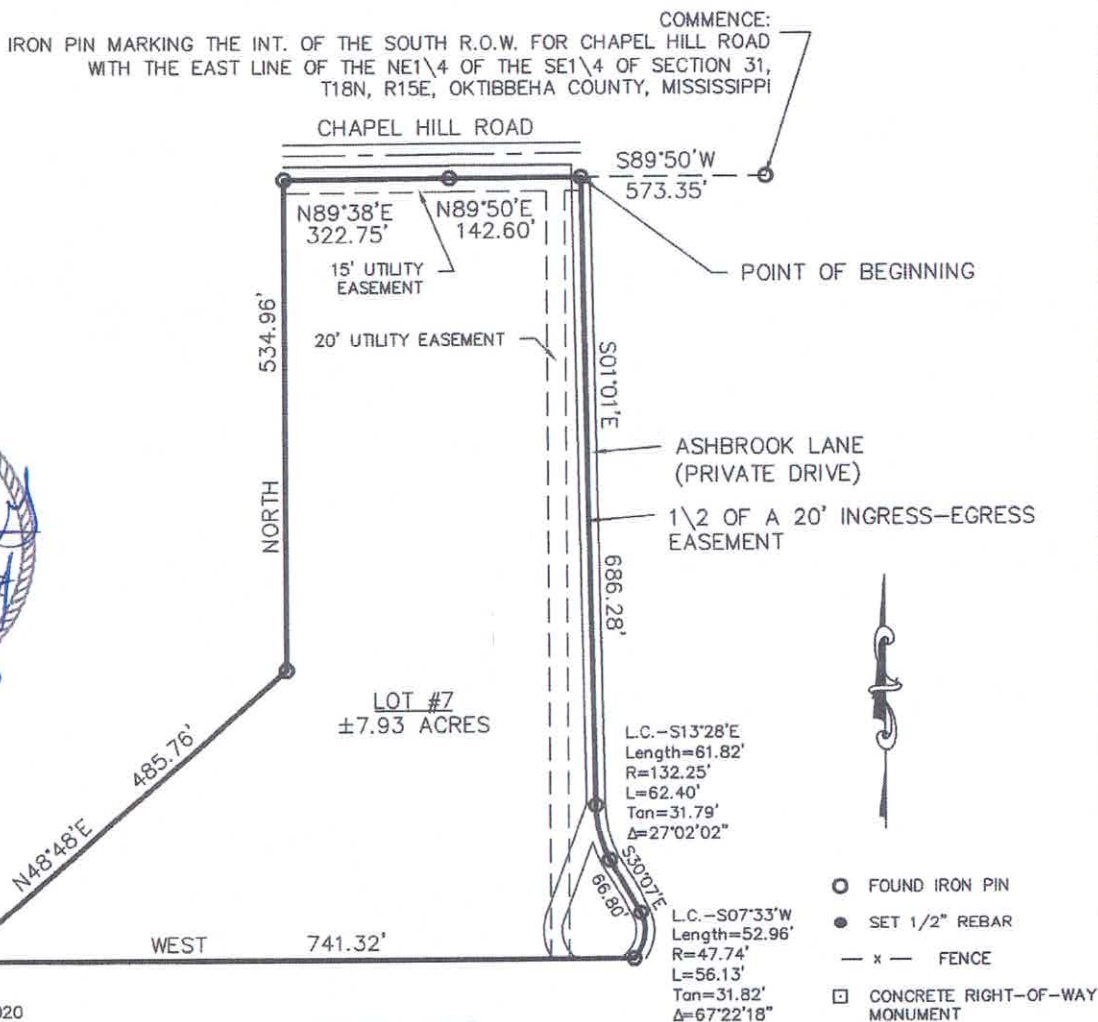 COMMENCE:
IRON PIN MARKING THE INT. OF THE SOUTH R.O.W. FOR CHAPEL HILL ROAD
WITH THE EAST LINE OF THE NE1\4 OF THE SE1\4 OF SECTION 31,
T18N, R15E, OKTIBBEHA COUNTY, MISSISSIPPI
CHAPEL HILL ROAD
S89°50'W
573.35'
N89°38'E
322.75'
N89°50'E
142.60'
15' UTILITY
EASEMENT
POINT OF BEGINNING
20' UTILITY EASEMENT
534.96'
NORTH
S01°01'E
686.28'
ASHBROOK LANE
(PRIVATE DRIVE)
1\2 OF A 20' INGRESS-EGRESS
EASEMENT
LOT #7
±7.93 ACRES
485.76'
N48°48'E
L.C.-S13°28'E
Length=61.82'
R=132.25'
L=62.40'
Tan=31.79'
Δ=27°02'02"
S30°07'E
66.80'
L.C.-S07°33'W
Length=52.96'
R=47.74'
L=56.13'
Tan=31.82'
Δ=67°22'18"
WEST 741.32'
FOUND IRON PIN
SET 1/2" REBAR
— x — FENCE
CONCRETE RIGHT-OF-WAY
MONUMENT
020